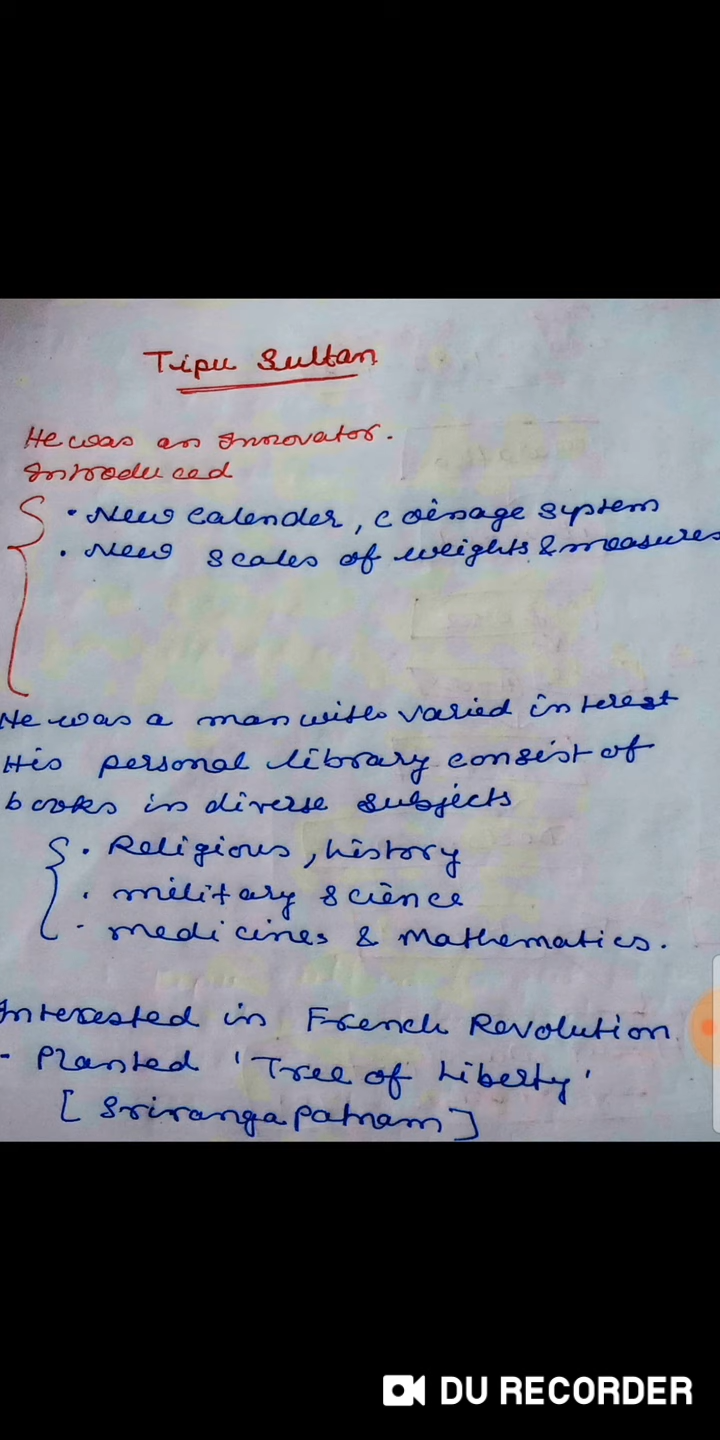 Tipu Sultan
He was an Innovator.
Introduced
· New calender, coinage system
· New scales of weights & measures
He was a man with varied interest
His personal library consist of
books in diverse subjects
· Religious, history
· military science
- medicines & Mathematics.
Interested in French Revolution
- Planted 'Tree of Liberty'
[Srirangapatnam]
DU RECORDER